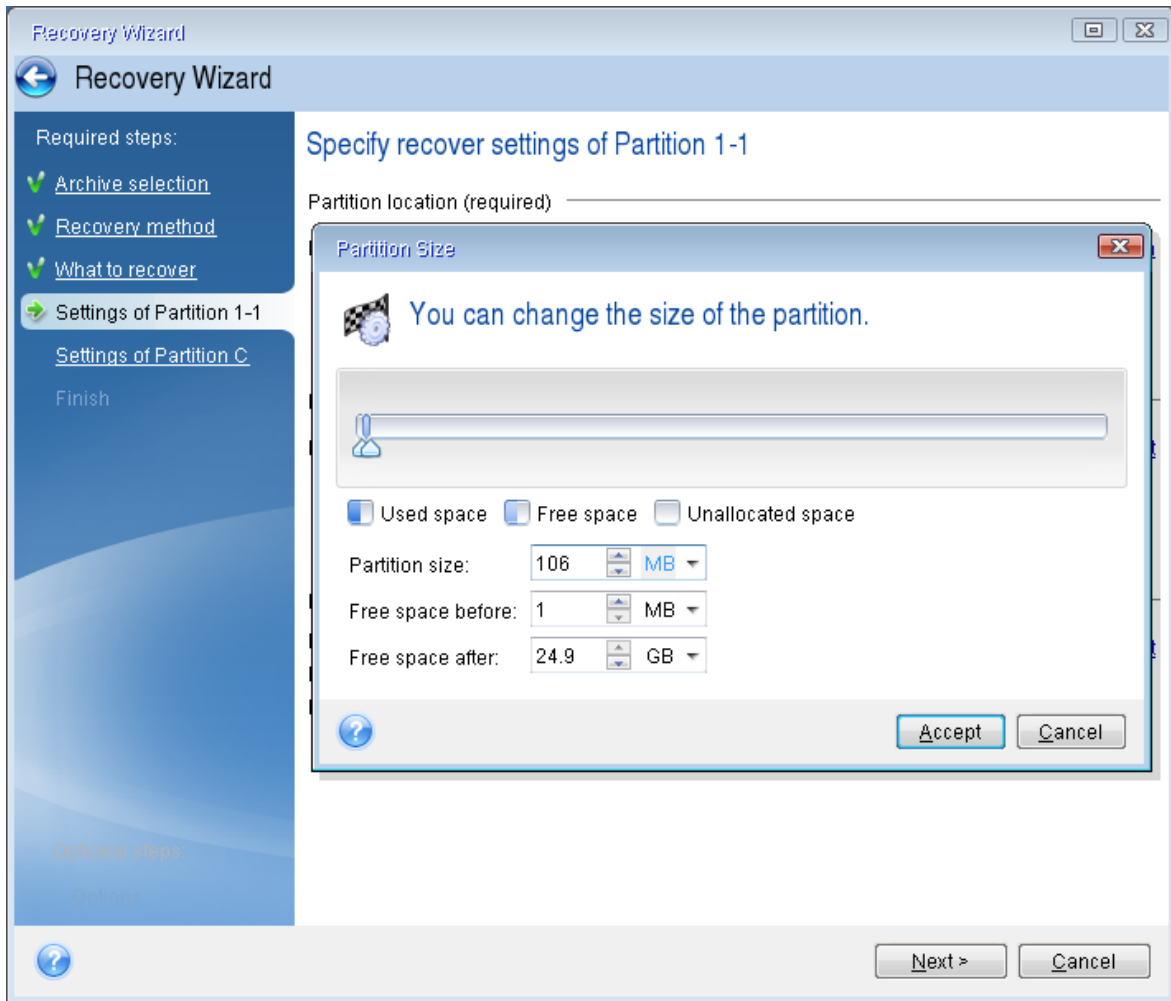 Recovery Wizard
Recovery Wizard
Required steps:
Archive selection
Recovery method
What to recover
Settings of Partition 1-1
Settings of Partition C
Finish
Optional steps:
Options
Specify recover settings of Partition 1-1
Partition location (required)
Partition Size
You can change the size of the partition.
Used space Free space Unallocated space
Partition size: 106 MB
Free space before: 1 MB
Free space after: 24.9 GB
Accept Cancel
Next > Cancel